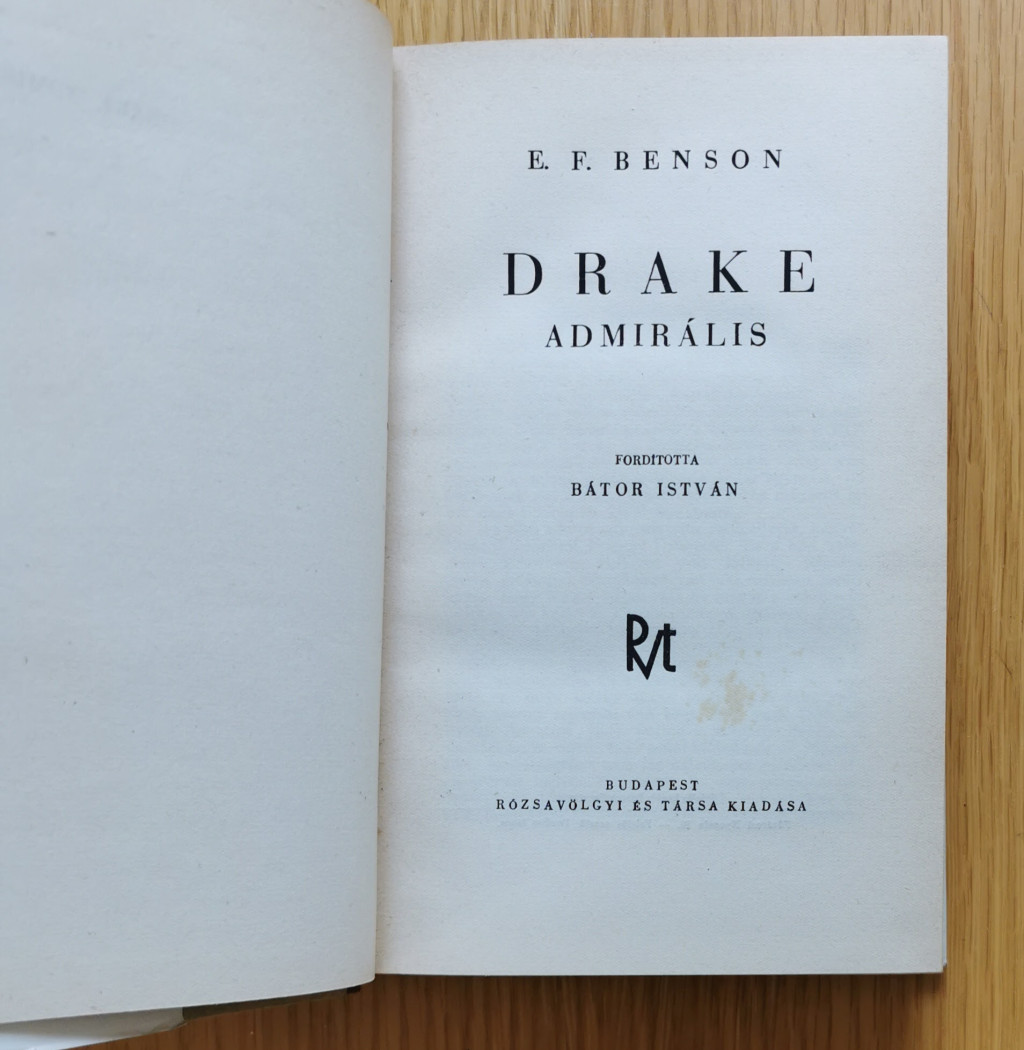 E. F. BENSON
DRAKE
ADMIRÁLIS
FORDÍTOTTA
BÁTOR ISTVÁN
Rvt
BUDAPEST
RÓZSAVÖLGYI ÉS TÁRSA KIADÁSA